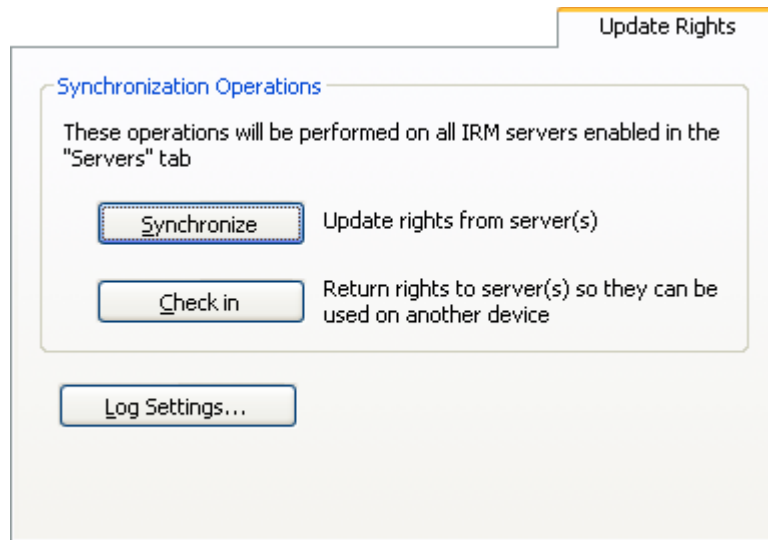 Update Rights
Synchronization Operations
These operations will be performed on all IRM servers enabled in the
"Servers" tab
Synchronize
Update rights from server(s)
Check in
Return rights to server(s) so they can be
used on another device
Log Settings...